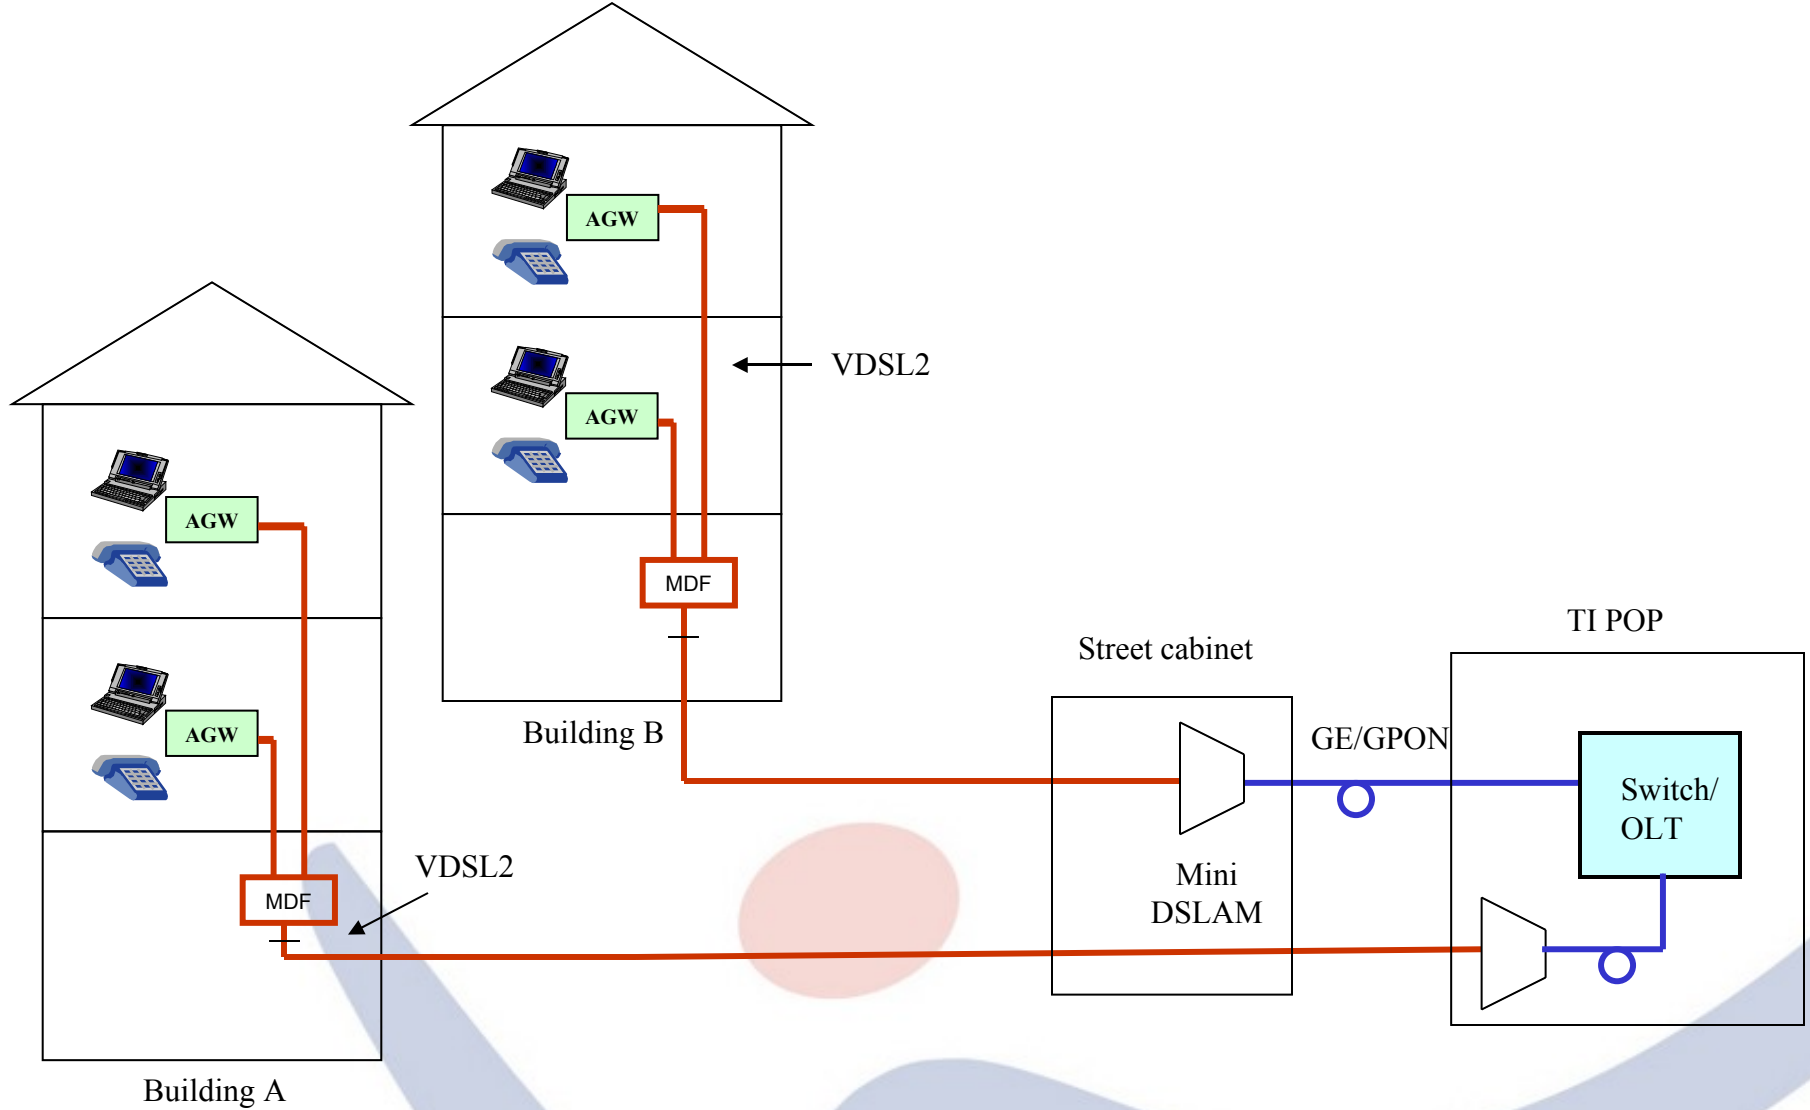 AGW
VDSL2
AGW
AGW
MDF
TI POP
Street cabinet
AGW
Building B
GE/GPON
Switch/
OLT
VDSL2
Mini
DSLAM
MDF
Building A